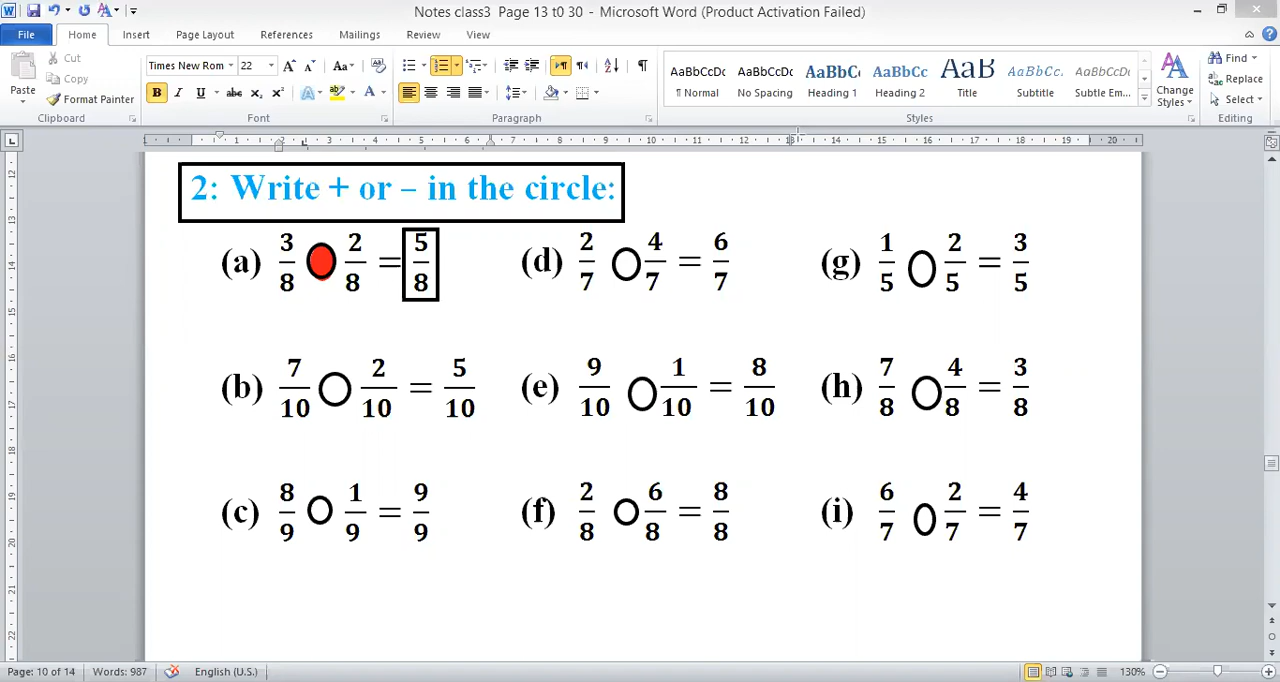 Notes class3  Page 13 t0 30  -  Microsoft Word (Product Activation Failed)
File Home Insert Page Layout References Mailings Review View
Cut
Copy
Format Painter
Paste
Times New Rom 22
AaBbCcDc AaBbCcDc AaBbC AaBbCc AaB AaBbCc. AaBbCcDc
¶ Normal No Spacing Heading 1 Heading 2 Title Subtitle Subtle Em...
Change Styles
Find
Replace
Select
Clipboard Font Paragraph Styles Editing
2: Write + or – in the circle:
(a) 3/8 ○ 2/8 = 5/8 (d) 2/7 ○ 4/7 = 6/7 (g) 1/5 ○ 2/5 = 3/5
(b) 7/10 ○ 2/10 = 5/10 (e) 9/10 ○ 1/10 = 8/10 (h) 7/8 ○ 4/8 = 3/8
(c) 8/9 ○ 1/9 = 9/9 (f) 2/8 ○ 6/8 = 8/8 (i) 6/7 ○ 2/7 = 4/7
Page: 10 of 14 Words: 987 English (U.S.) 130%